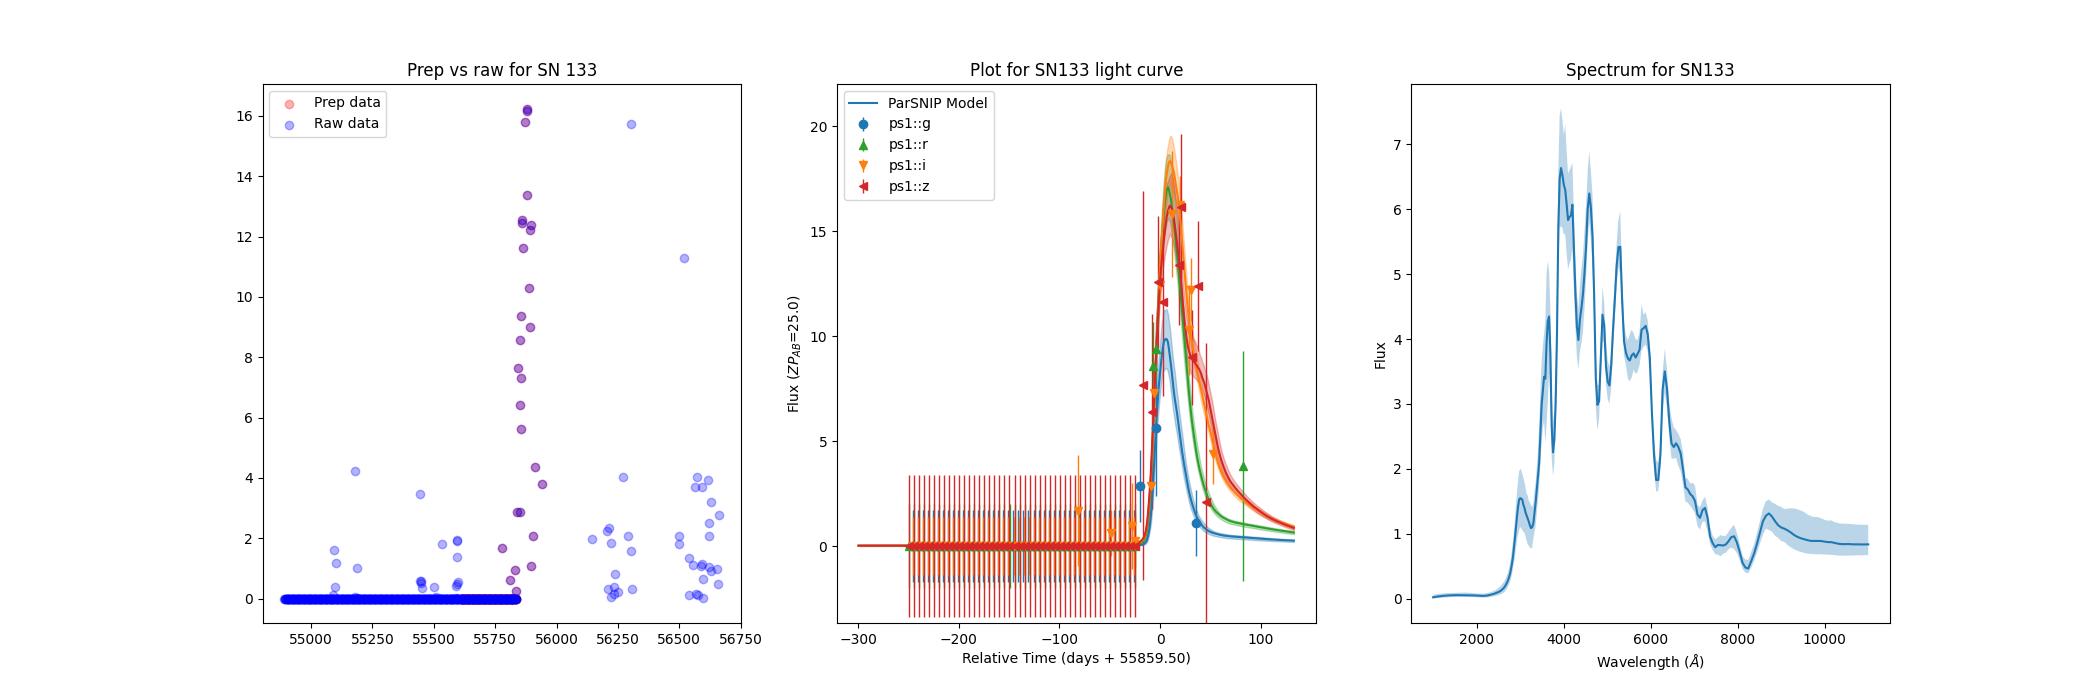 Prep vs raw for SN 133
Prep data
Raw data
16
14
12
10
8
6
4
2
0
55000 55250 55500 55750 56000 56250 56500 56750
Plot for SN133 light curve
ParSNIP Model
ps1::g
ps1::r
ps1::i
ps1::z
Flux (ZP_AB=25.0)
20
15
10
5
0
−300 −200 −100 0 100
Relative Time (days + 55859.50)
Spectrum for SN133
Flux
7
6
5
4
3
2
1
0
2000 4000 6000 8000 10000
Wavelength (Å)